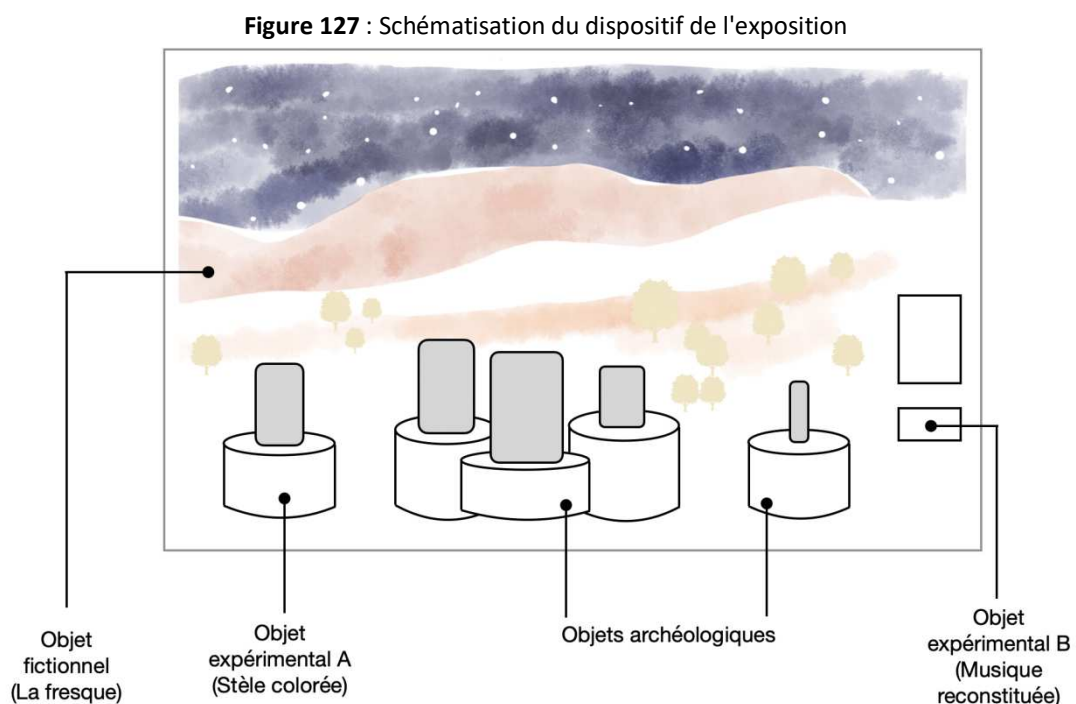 Figure 127 : Schématisation du dispositif de l'exposition
Objet
fictionnel
(La fresque)
Objet
expérimental A
(Stèle colorée)
Objets archéologiques
Objet
expérimental B
(Musique
reconstituée)